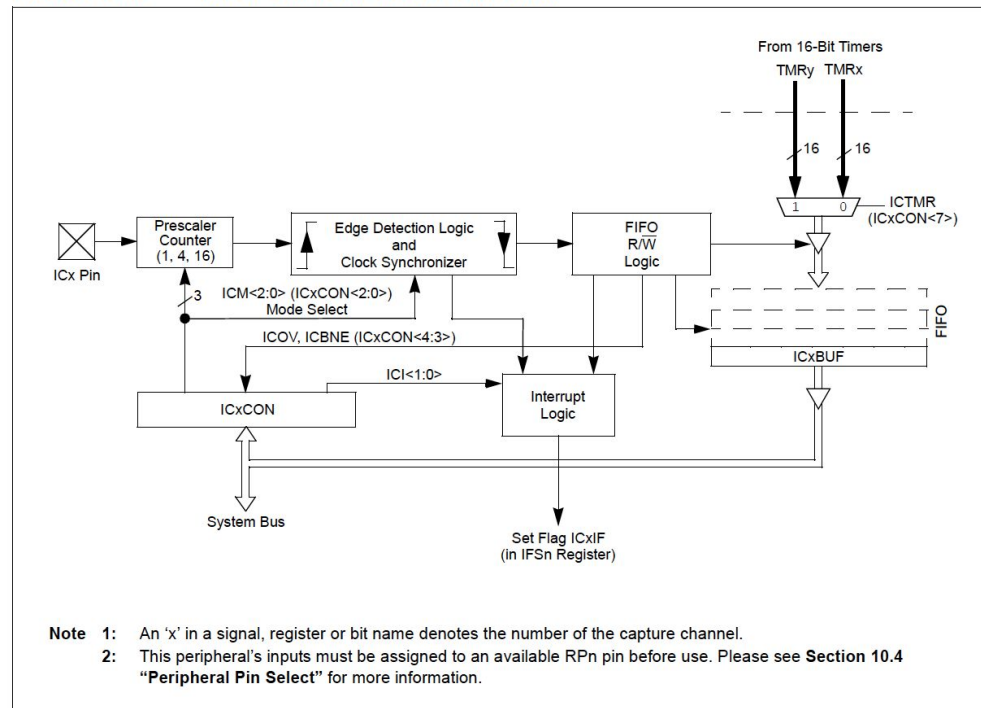 From 16-Bit Timers
TMRy TMRx
16 16
1 0
ICTMR
(ICxCON<7>)
Prescaler
Counter
(1, 4, 16)
Edge Detection Logic
and
Clock Synchronizer
FIFO
R/W
Logic
ICx Pin
3
ICM<2:0> (ICxCON<2:0>)
Mode Select
FIFO
ICOV, ICBNE (ICxCON<4:3>)
ICxBUF
ICI<1:0>
ICxCON
Interrupt
Logic
System Bus
Set Flag ICxIF
(in IFSn Register)
Note 1: An ‘x’ in a signal, register or bit name denotes the number of the capture channel.
2: This peripheral’s inputs must be assigned to an available RPn pin before use. Please see Section 10.4
“Peripheral Pin Select” for more information.